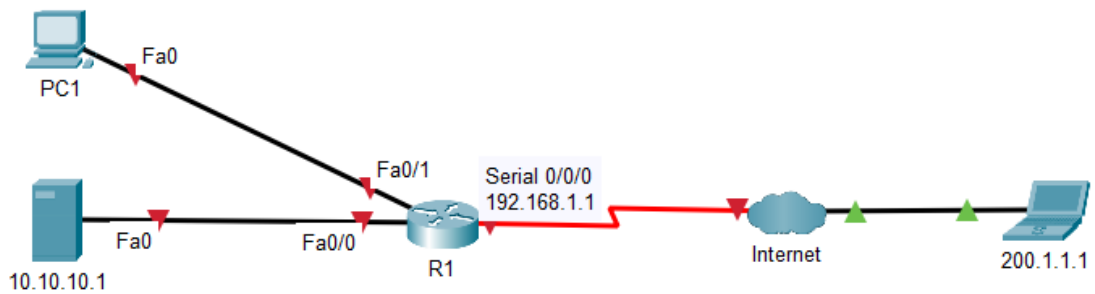 Fa0
PC1
Fa0/1
Serial 0/0/0
192.168.1.1
Fa0
Fa0/0
R1
Internet
200.1.1.1
10.10.10.1